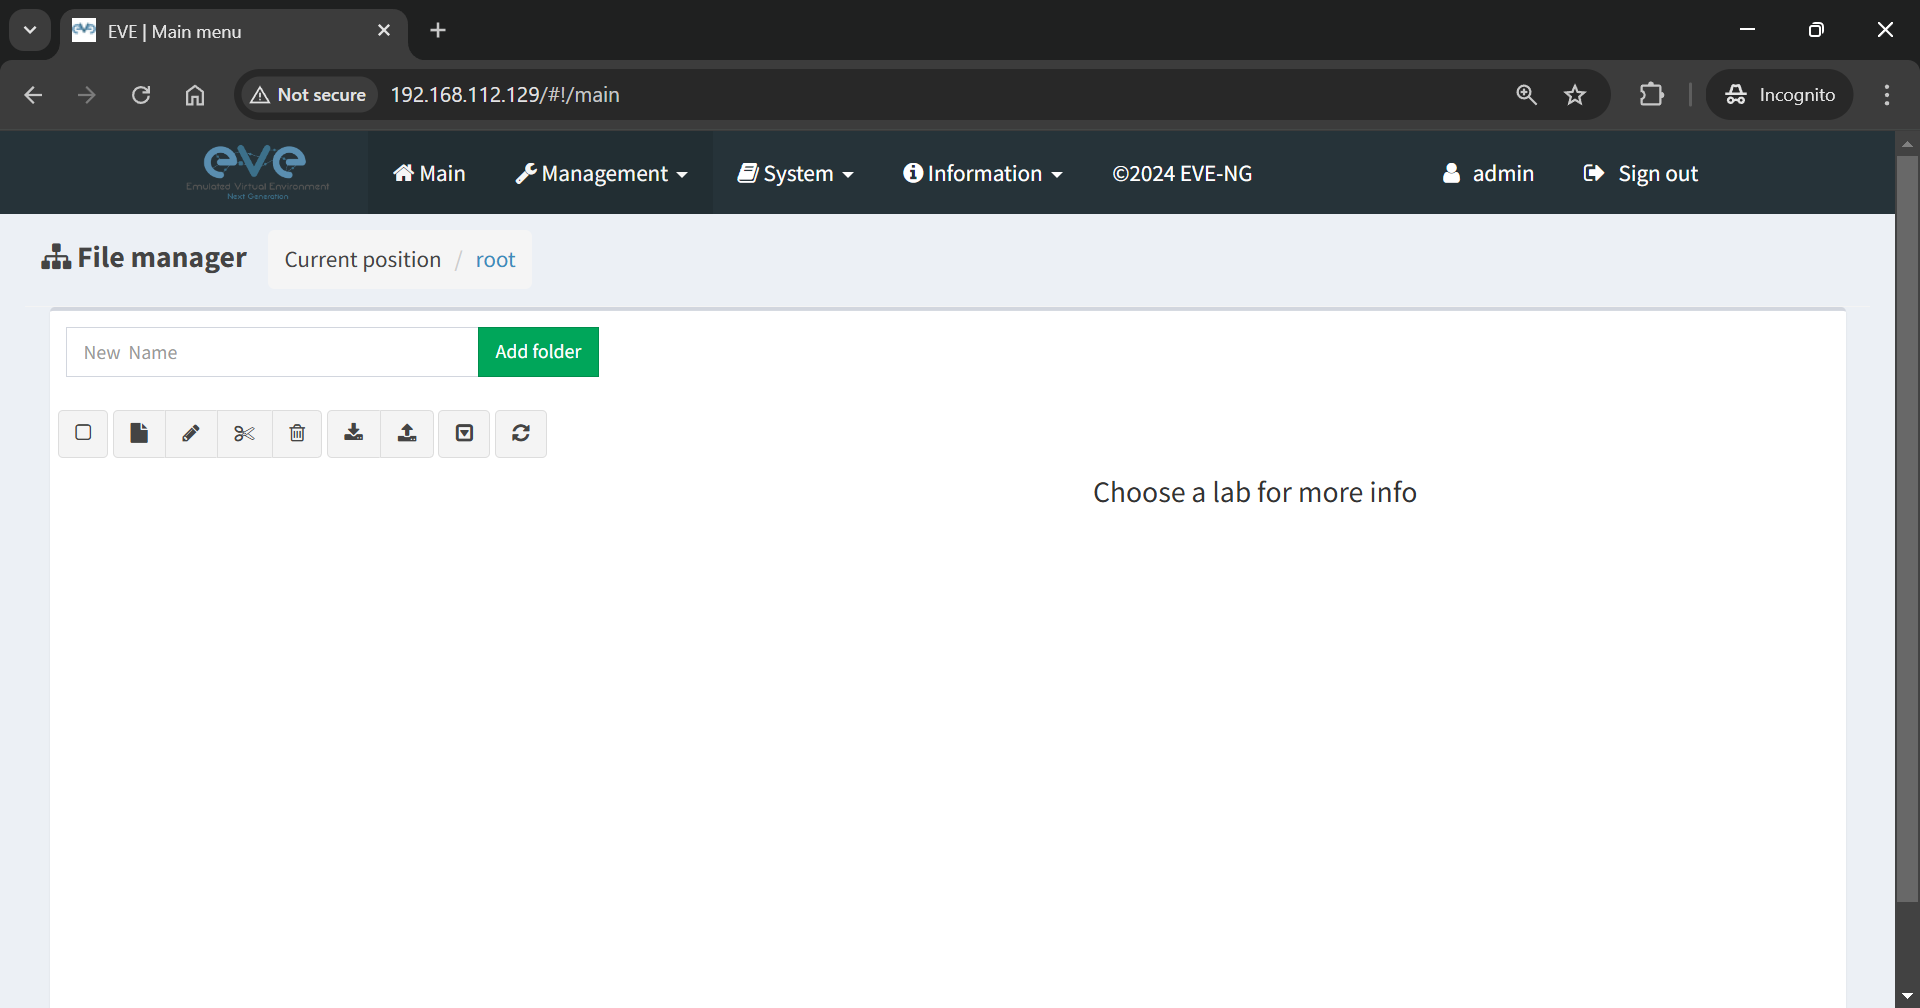 EVE | Main menu
Not secure 192.168.112.129/#!/main Incognito
eve
Emulated Virtual Environment
Next Generation
Main Management System Information ©2024 EVE-NG admin Sign out
File manager Current position / root
New Name Add folder
Choose a lab for more info